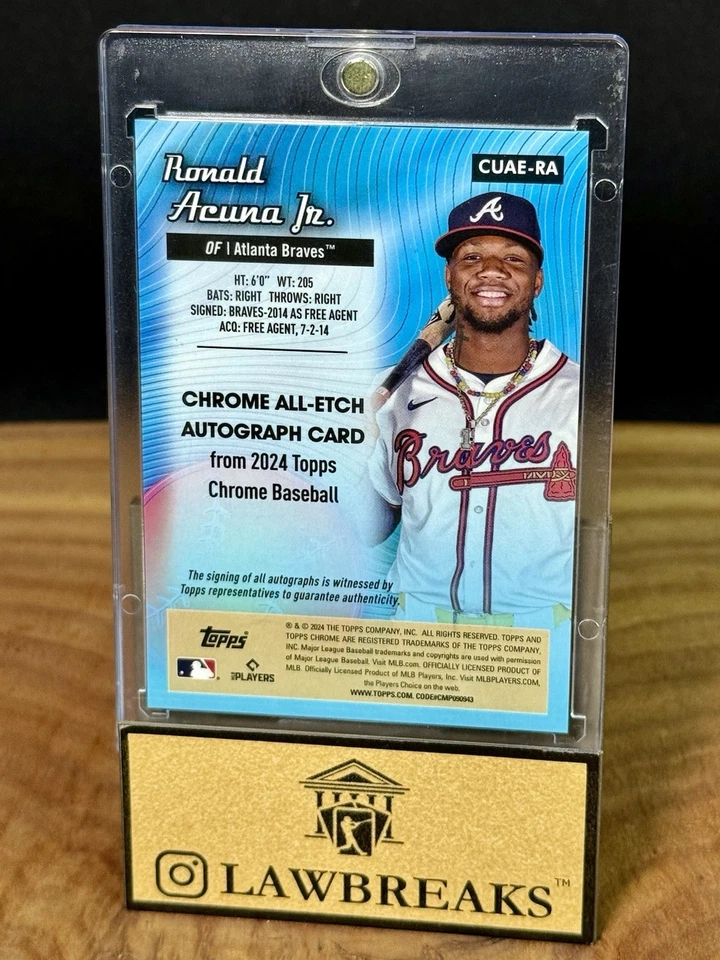 Ronald
Acuna Jr.
CUAE-RA
OF | Atlanta Braves™
HT: 6'0" WT: 205
BATS: RIGHT THROWS: RIGHT
SIGNED: BRAVES-2014 AS FREE AGENT
ACQ: FREE AGENT, 7-2-14
CHROME ALL-ETCH
AUTOGRAPH CARD
from 2024 Topps
Chrome Baseball
A
Braves
The signing of all autographs is witnessed by
Topps representatives to guarantee authenticity.
Topps
MLB PLAYERS
® & © 2024 THE TOPPS COMPANY, INC. ALL RIGHTS RESERVED. TOPPS AND
TOPPS CHROME ARE REGISTERED TRADEMARKS OF THE TOPPS COMPANY,
INC. Major League Baseball trademarks and copyrights are used with permission
of Major League Baseball. Visit MLB.com. OFFICIALLY LICENSED PRODUCT OF
MLB. Officially Licensed Product of MLB Players, Inc. Visit MLBPLAYERS.COM,
the Players Choice on the web.
WWW.TOPPS.COM. CODE#CMP090943
LAWBREAKS™